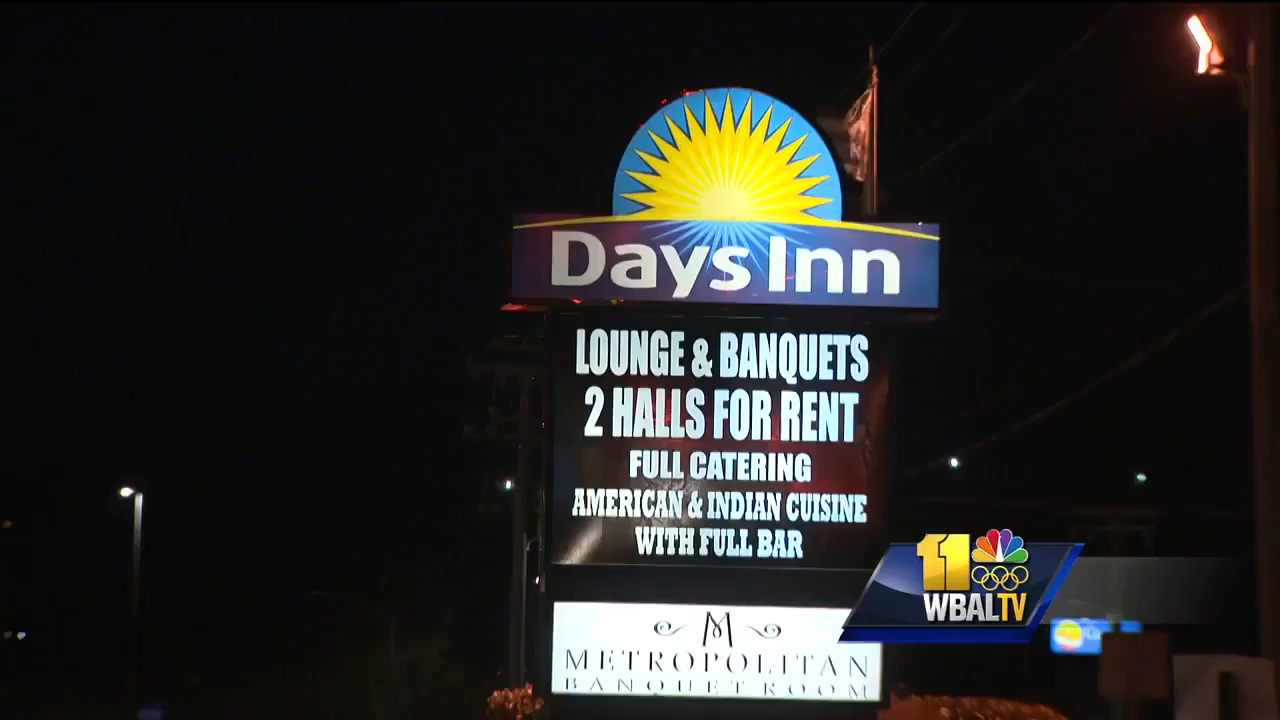 Days Inn
LOUNGE & BANQUETS
2 HALLS FOR RENT
FULL CATERING
AMERICAN & INDIAN CUISINE
WITH FULL BAR
M
METROPOLITAN
BANQUET ROOM
11
WBALTV